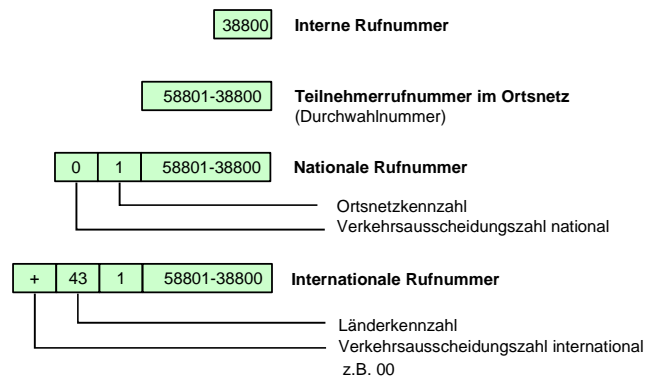 38800 Interne Rufnummer
58801-38800 Teilnehmerrufnummer im Ortsnetz
(Durchwahlnummer)
0 1 58801-38800 Nationale Rufnummer
Ortsnetzkennzahl
Verkehrsausscheidungszahl national
+ 43 1 58801-38800 Internationale Rufnummer
Länderkennzahl
Verkehrsausscheidungszahl international
z.B. 00